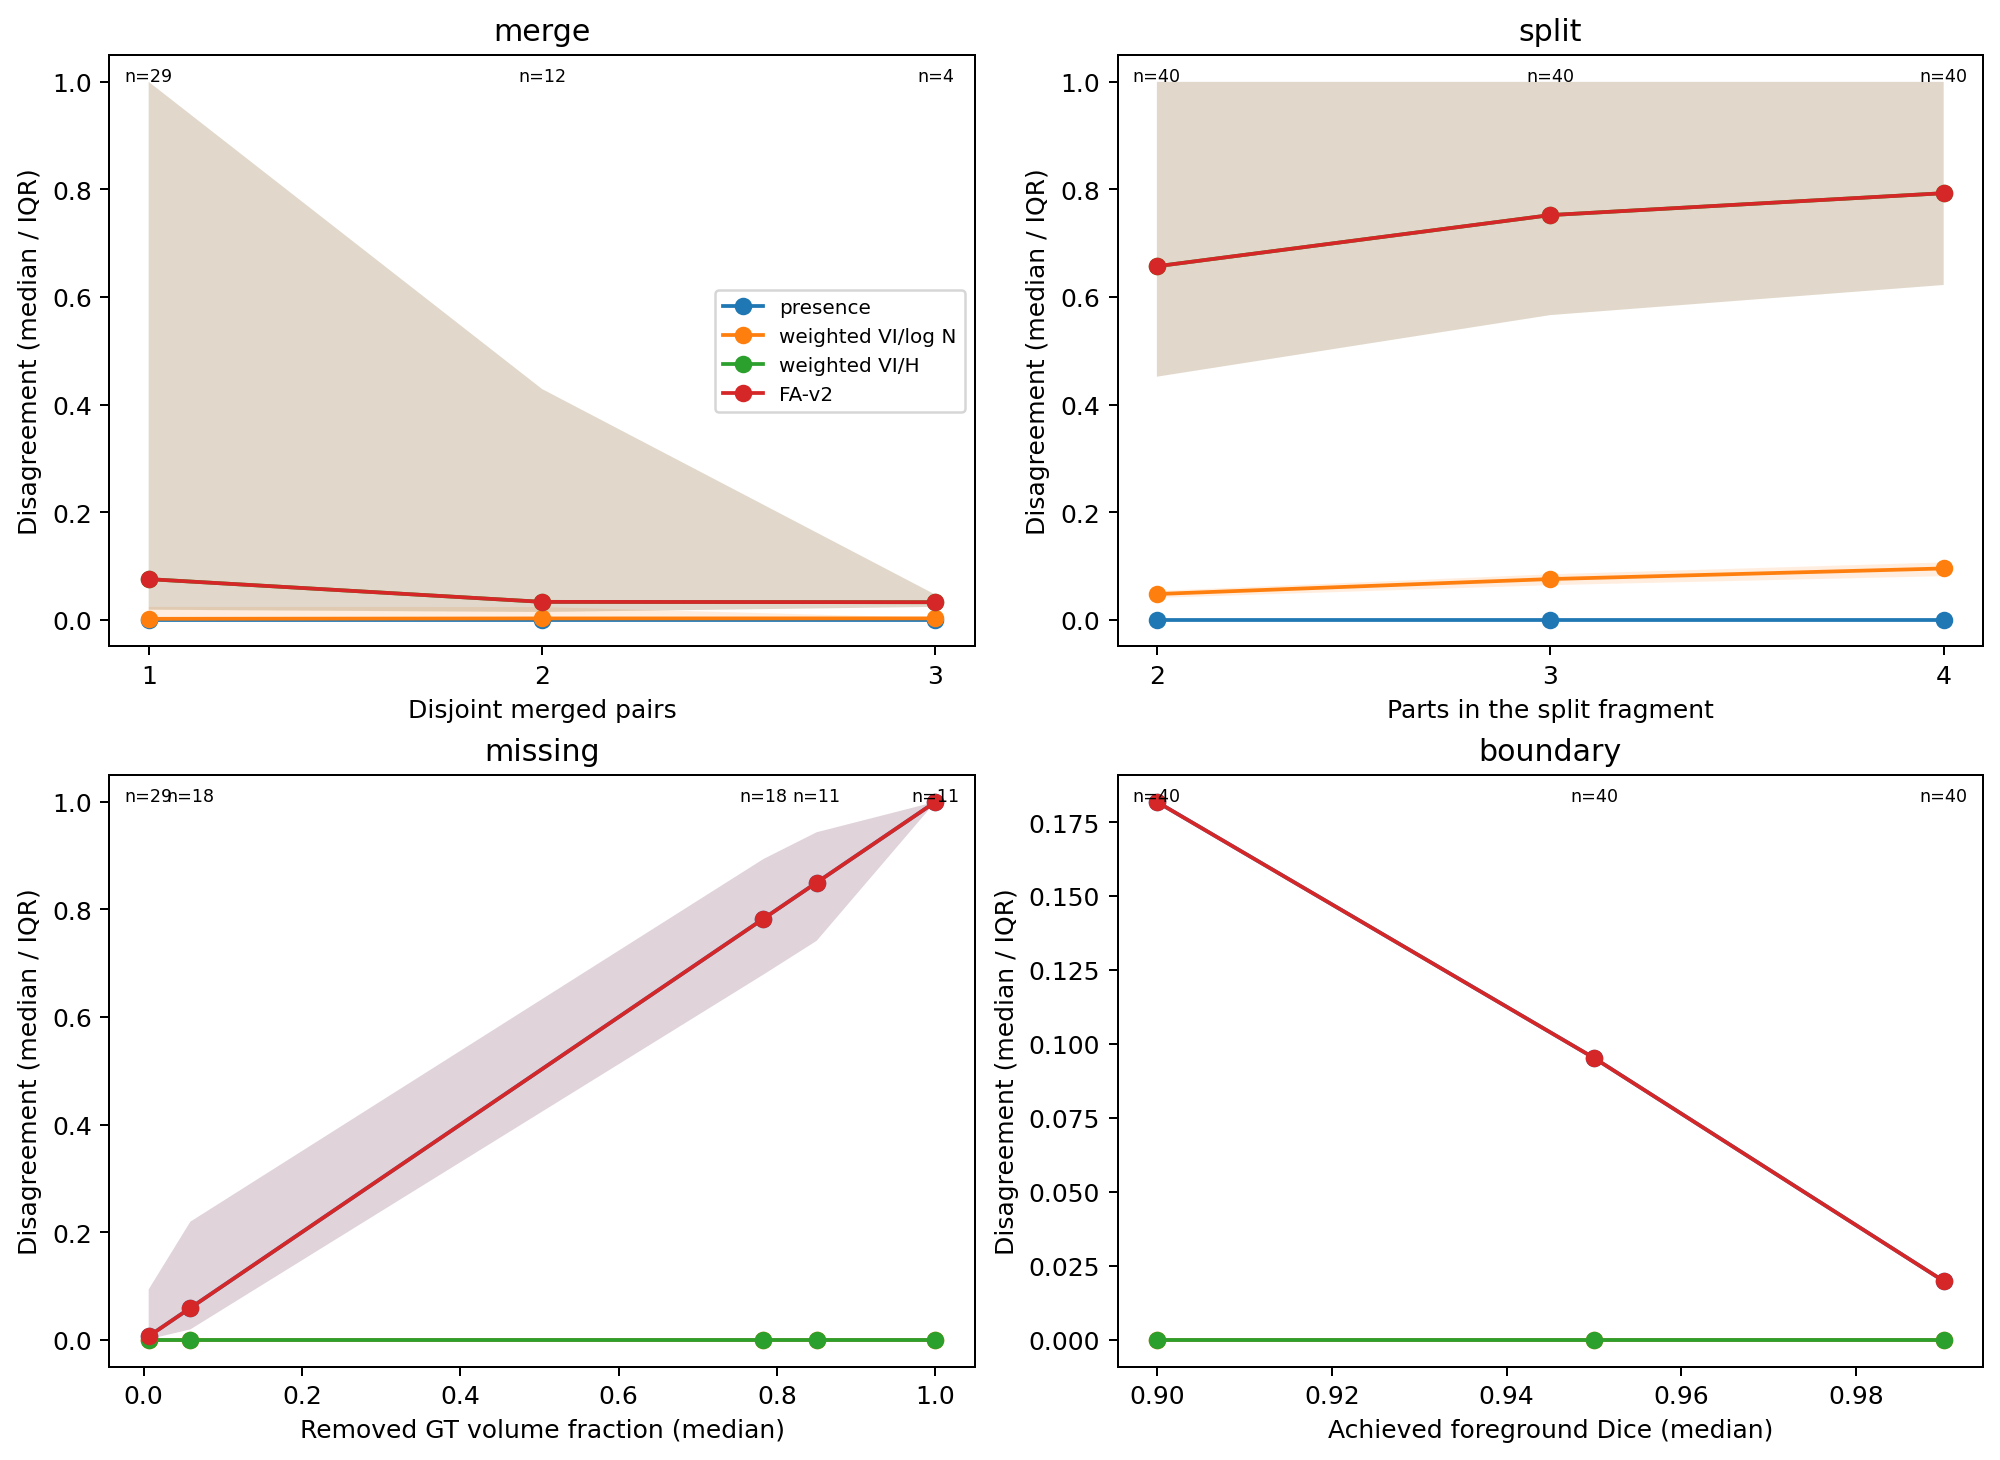 merge
n=29
n=12
n=4
1.0
0.8
0.6
0.4
0.2
0.0
Disagreement (median / IQR)
presence
weighted VI/log N
weighted VI/H
FA-v2
1
2
3
Disjoint merged pairs
split
n=40
n=40
n=40
1.0
0.8
0.6
0.4
0.2
0.0
Disagreement (median / IQR)
2
3
4
Parts in the split fragment
missing
n=29
n=18
n=18
n=11
n=11
1.0
0.8
0.6
0.4
0.2
0.0
Disagreement (median / IQR)
0.0
0.2
0.4
0.6
0.8
1.0
Removed GT volume fraction (median)
boundary
n=40
n=40
n=40
0.175
0.150
0.125
0.100
0.075
0.050
0.025
0.000
Disagreement (median / IQR)
0.90
0.92
0.94
0.96
0.98
Achieved foreground Dice (median)